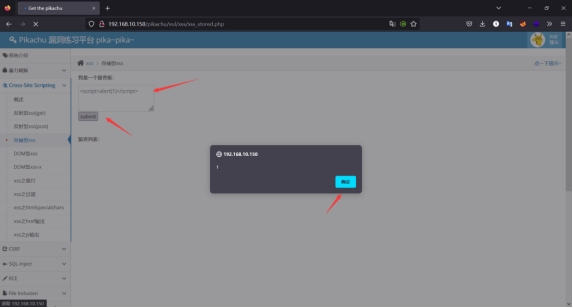 Get the pikachu
192.168.10.150/pikachu/vul/xss/xss_stored.php
Pikachu 漏洞练习平台 pika~pika~
系统介绍
暴力破解
Cross-Site Scripting
概述
反射型xss(get)
反射型xss(post)
存储型xss
DOM型xss
DOM型xss-x
xss之盲打
xss之过滤
xss之htmlspecialchars
xss之href输出
xss之js输出
CSRF
SQL-Inject
RCE
File Inclusion
xss > 存储型xss
点一下提示~
我是一个留言板:
<script>alert(1)</script>
submit
留言列表:
192.168.10.150
1
确定